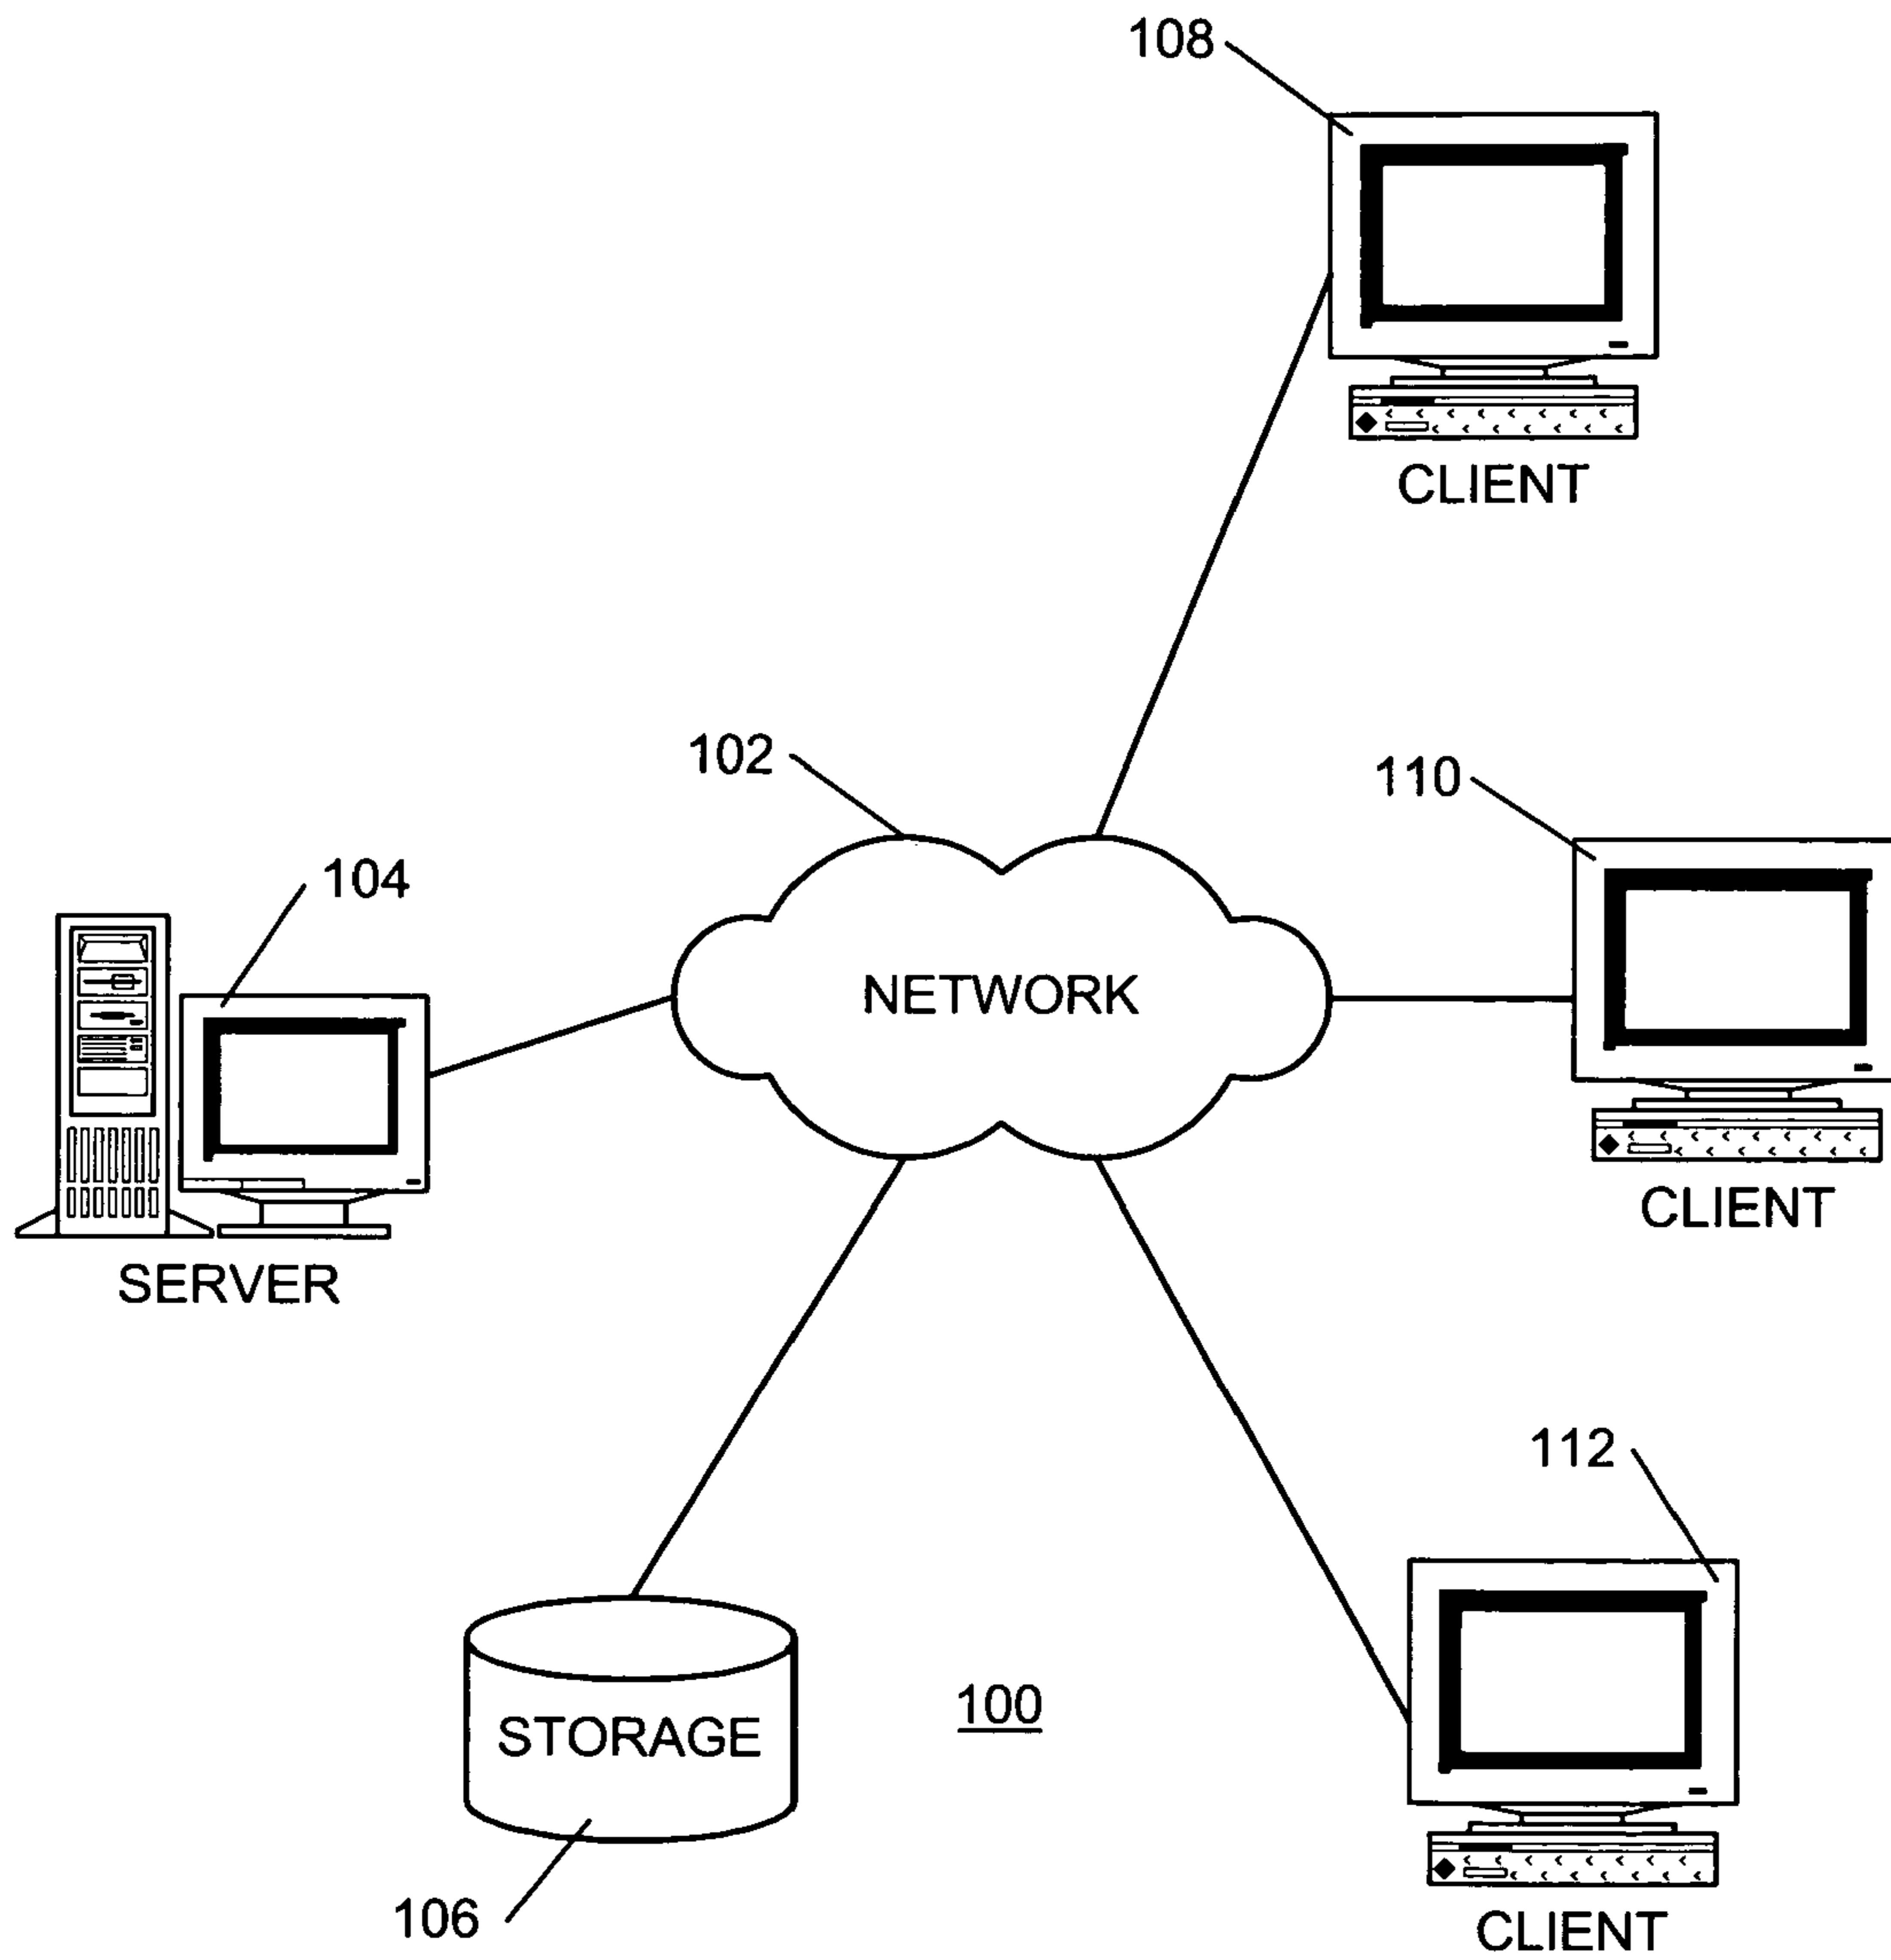 108
CLIENT
102
110
104
NETWORK
CLIENT
SERVER
112
100
STORAGE
106
CLIENT